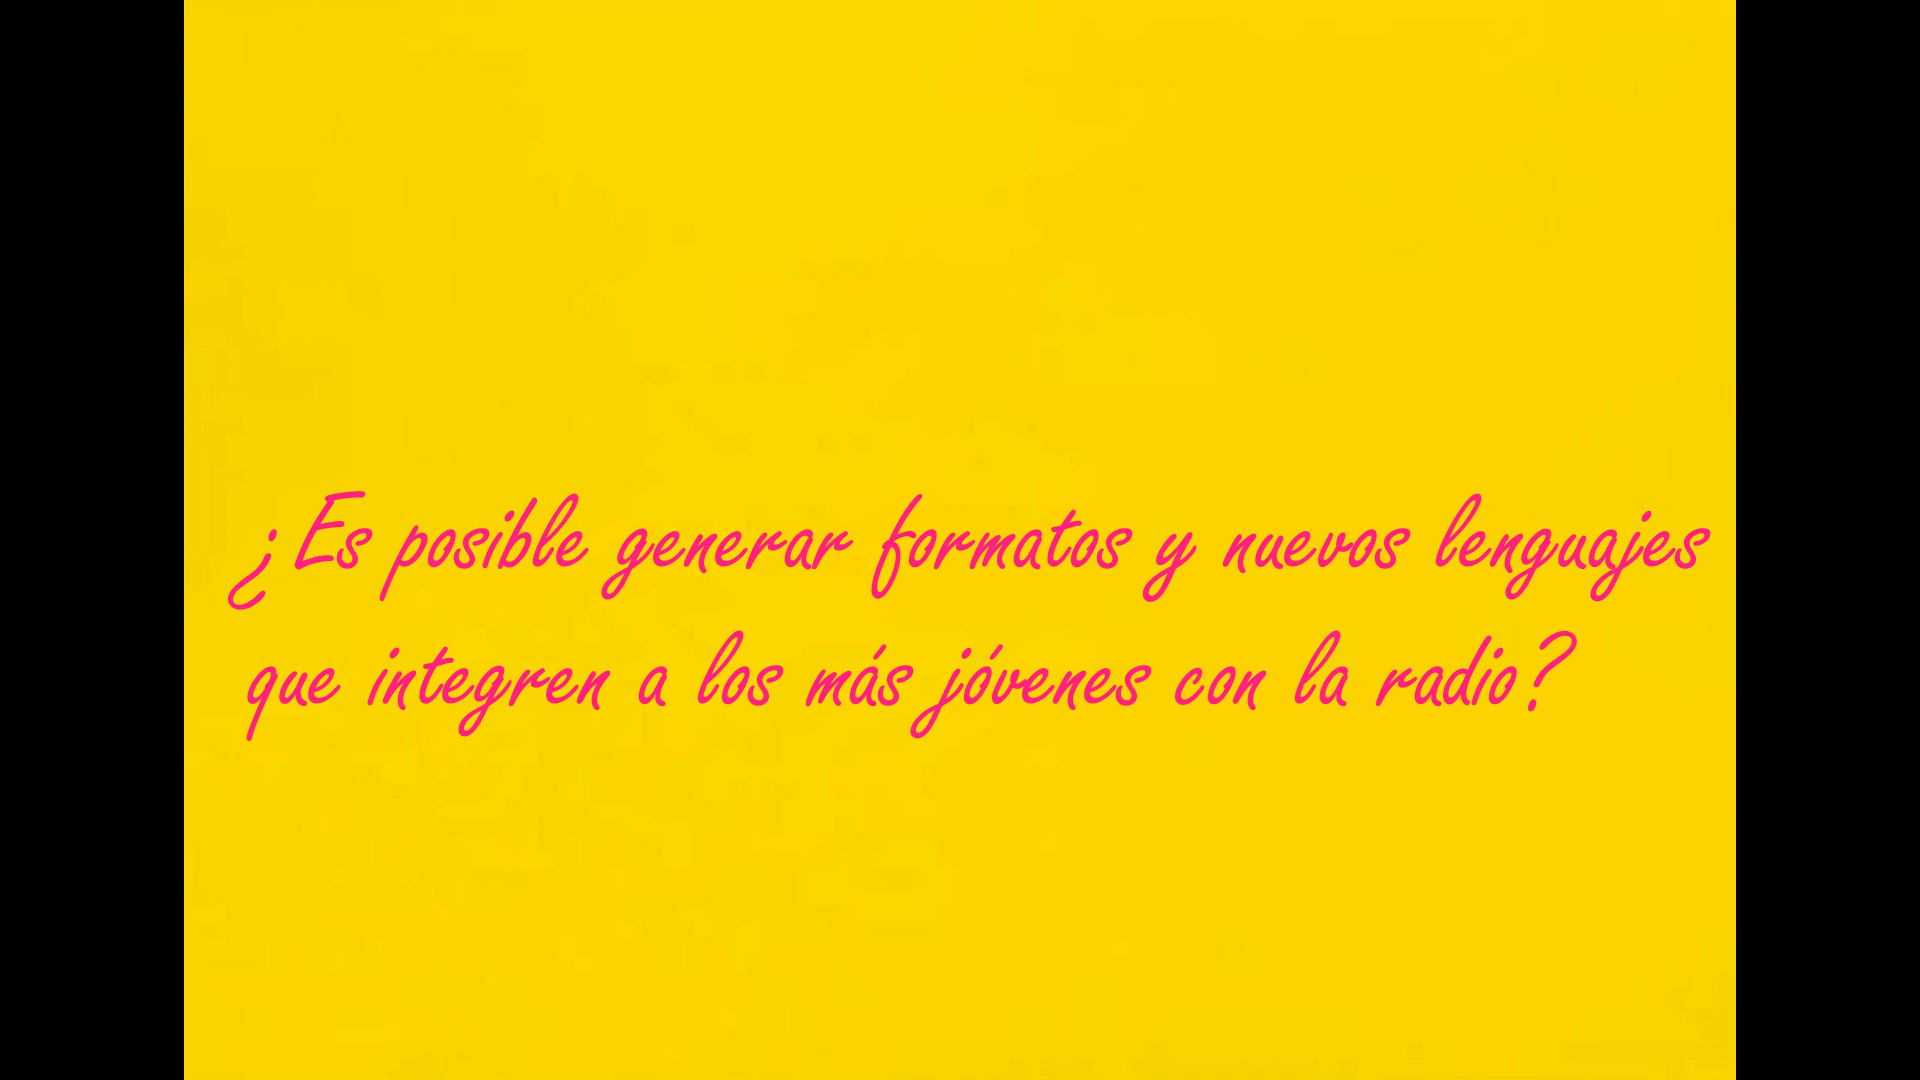 ¿Es posible generar formatos y nuevos lenguajes
que integren a los más jóvenes con la radio?